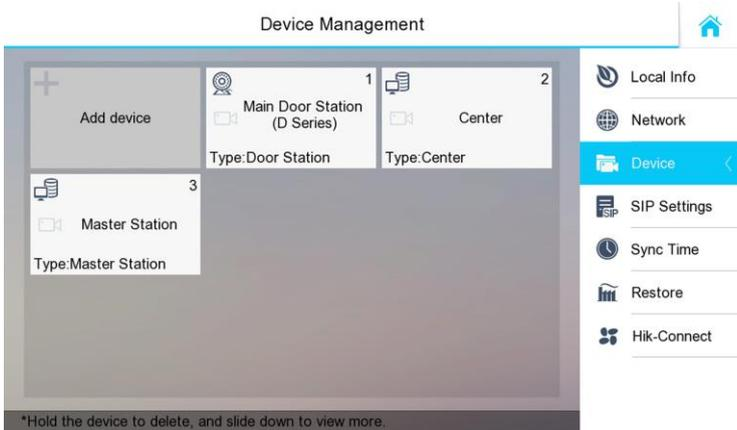 Device Management
Add device
1
Main Door Station
(D Series)
Type:Door Station
2
Center
Type:Center
3
Master Station
Type:Master Station
*Hold the device to delete, and slide down to view more.
Local Info
Network
Device
SIP
SIP Settings
Sync Time
Restore
Hik-Connect